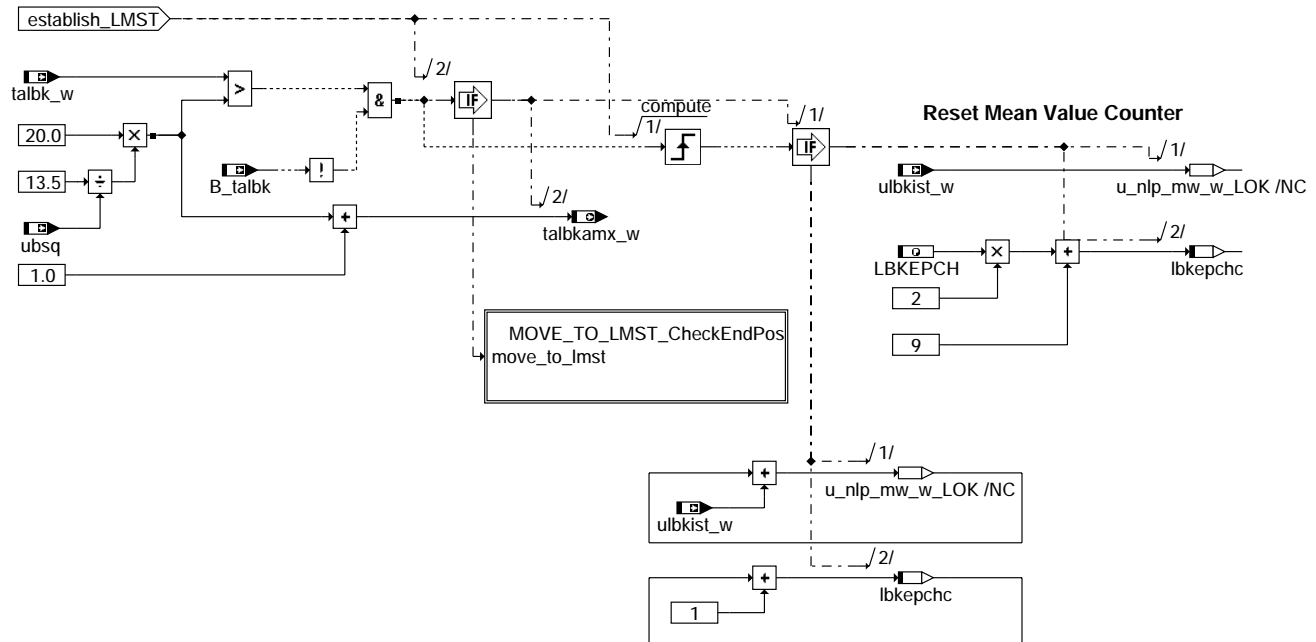 establish_LMST
/2/
talbk_w
>
&
IF
compute
/1/
/1/
Reset Mean Value Counter
20.0
IF
/1/
B_talbk
!
ulbkist_w
u_nlp_mw_w_LOK /NC
13.5
ubsq
/2/
talbkamx_w
/2/
LBKEPCH
lbkepchc
1.0
2
9
MOVE_TO_LMST_CheckEndPos
move_to_lmst
/1/
u_nlp_mw_w_LOK /NC
ulbkist_w
/2/
lbkepchc
1